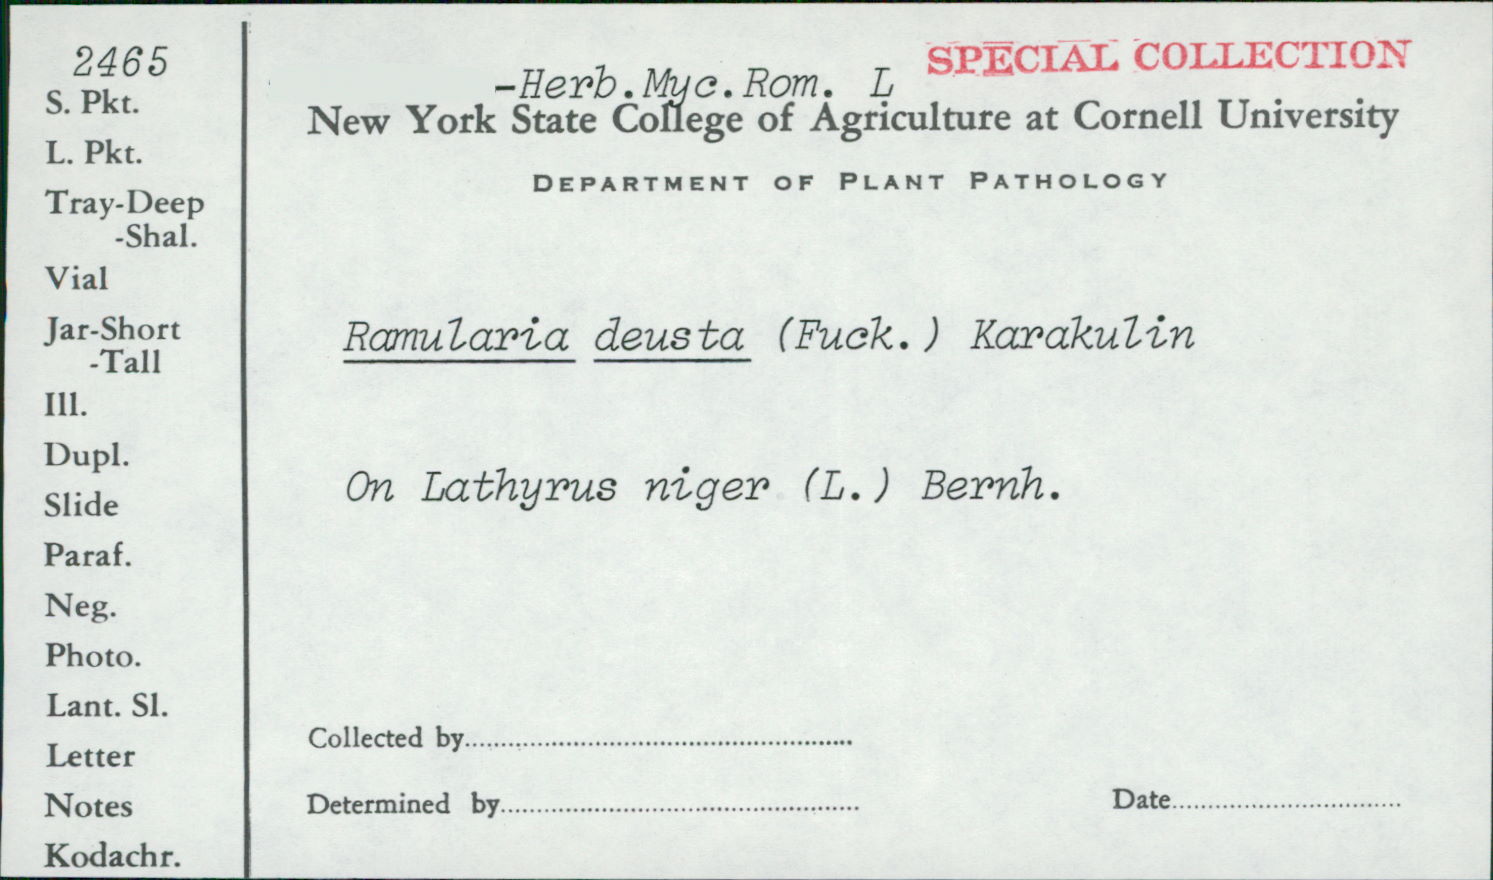 2465
S. Pkt.
L. Pkt.
Tray-Deep
-Shal.
Vial
Jar-Short
-Tall
Ill.
Dupl.
Slide
Paraf.
Neg.
Photo.
Lant. Sl.
Letter
Notes
Kodachr.
SPECIAL COLLECTION
-Herb.Myc.Rom. L
New York State College of Agriculture at Cornell University
DEPARTMENT OF PLANT PATHOLOGY
Ramularia deusta (Fuck.) Karakulin
On Lathyrus niger (L.) Bernh.
Collected by
Determined by
Date